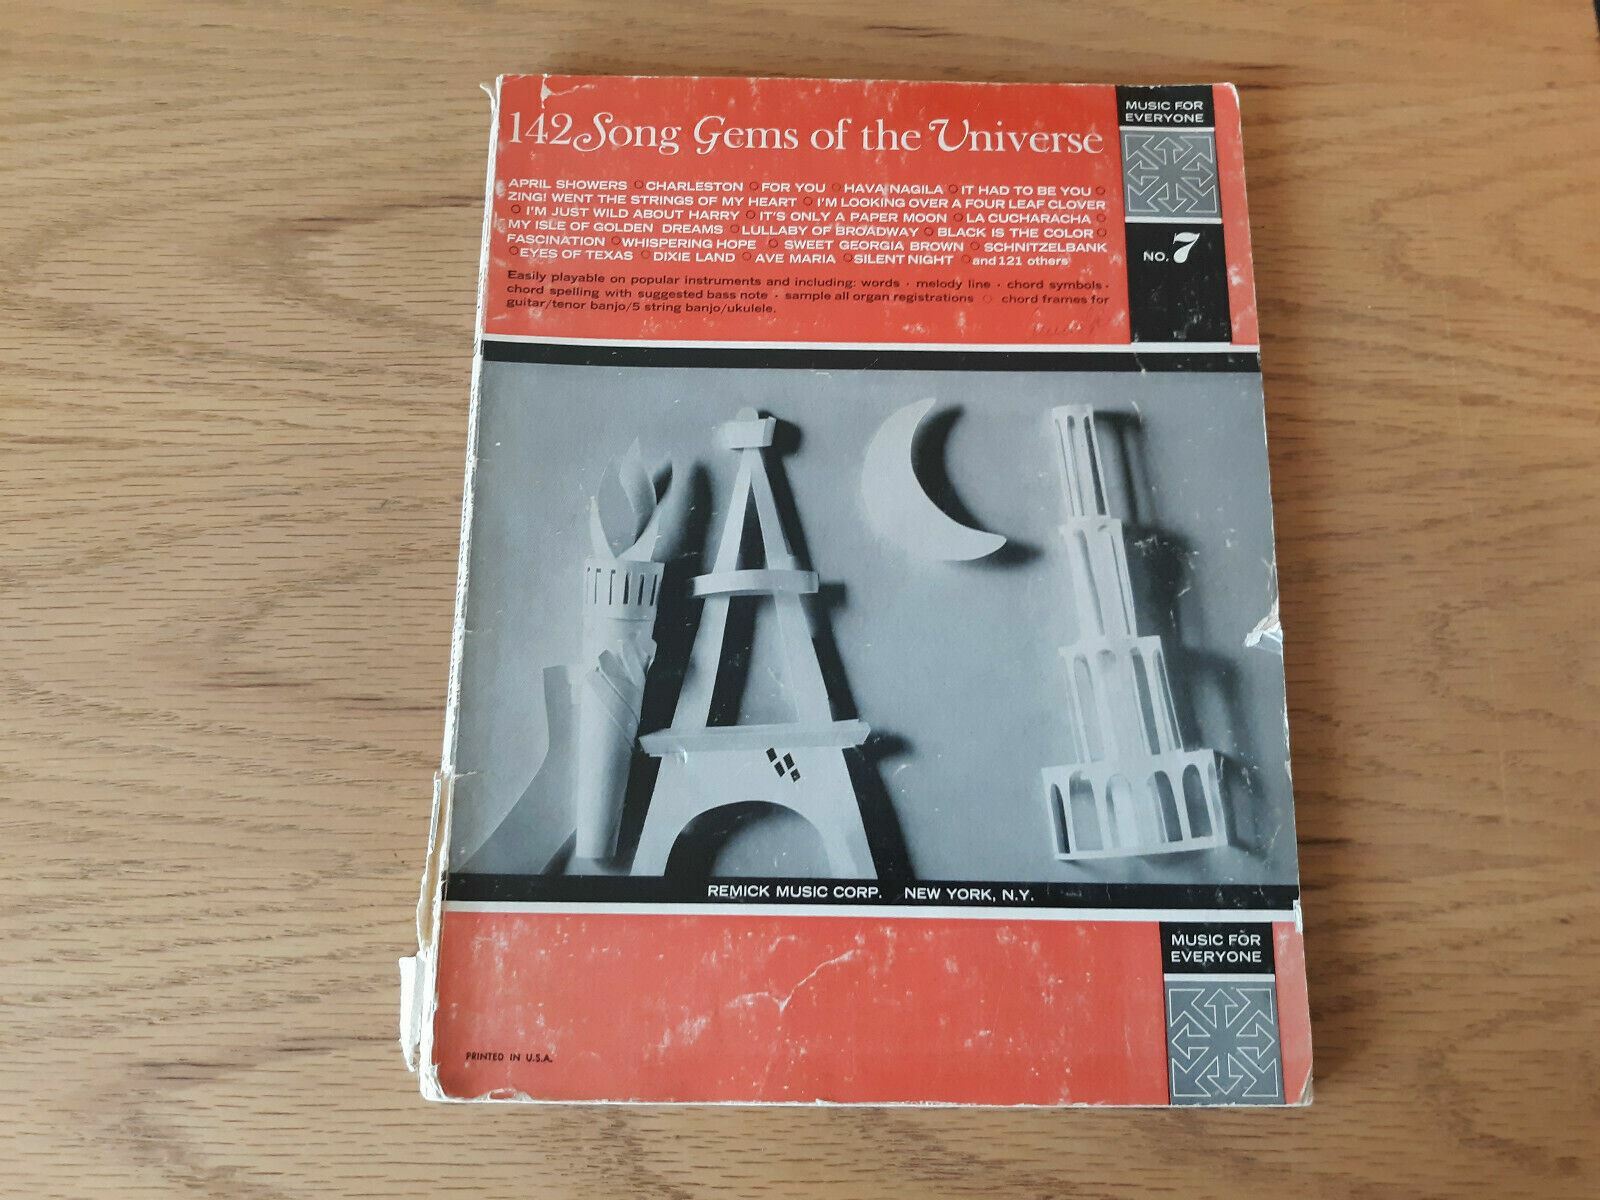 142 Song Gems of the Universe
MUSIC FOR
EVERYONE
NO. 7
APRIL SHOWERS ○ CHARLESTON ○ FOR YOU ○ HAVA NAGILA ○ IT HAD TO BE YOU ○
ZING! WENT THE STRINGS OF MY HEART ○ I'M LOOKING OVER A FOUR LEAF CLOVER
○ I'M JUST WILD ABOUT HARRY ○ IT'S ONLY A PAPER MOON ○ LA CUCHARACHA ○
MY ISLE OF GOLDEN DREAMS ○ LULLABY OF BROADWAY ○ BLACK IS THE COLOR ○
FASCINATION ○ WHISPERING HOPE ○ SWEET GEORGIA BROWN ○ SCHNITZELBANK
○ EYES OF TEXAS ○ DIXIE LAND ○ AVE MARIA ○ SILENT NIGHT ○ and 121 others
Easily playable on popular instruments and including: words · melody line · chord symbols ·
chord spelling with suggested bass note · sample all organ registrations ○ chord frames for
guitar/tenor banjo/5 string banjo/ukulele.
REMICK MUSIC CORP. NEW YORK, N.Y.
MUSIC FOR
EVERYONE
PRINTED IN U.S.A.